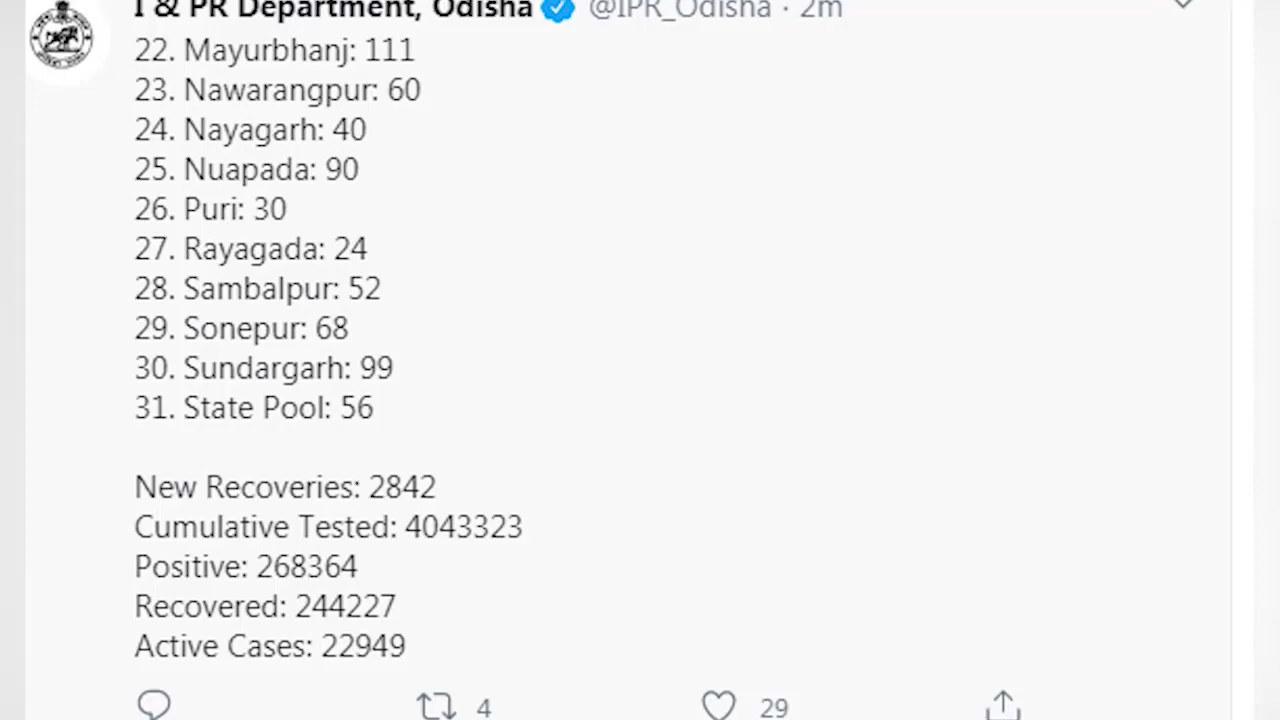 I & PR Department, Odisha @IPR_Odisha · 2m
22. Mayurbhanj: 111
23. Nawarangpur: 60
24. Nayagarh: 40
25. Nuapada: 90
26. Puri: 30
27. Rayagada: 24
28. Sambalpur: 52
29. Sonepur: 68
30. Sundargarh: 99
31. State Pool: 56
New Recoveries: 2842
Cumulative Tested: 4043323
Positive: 268364
Recovered: 244227
Active Cases: 22949
4 29